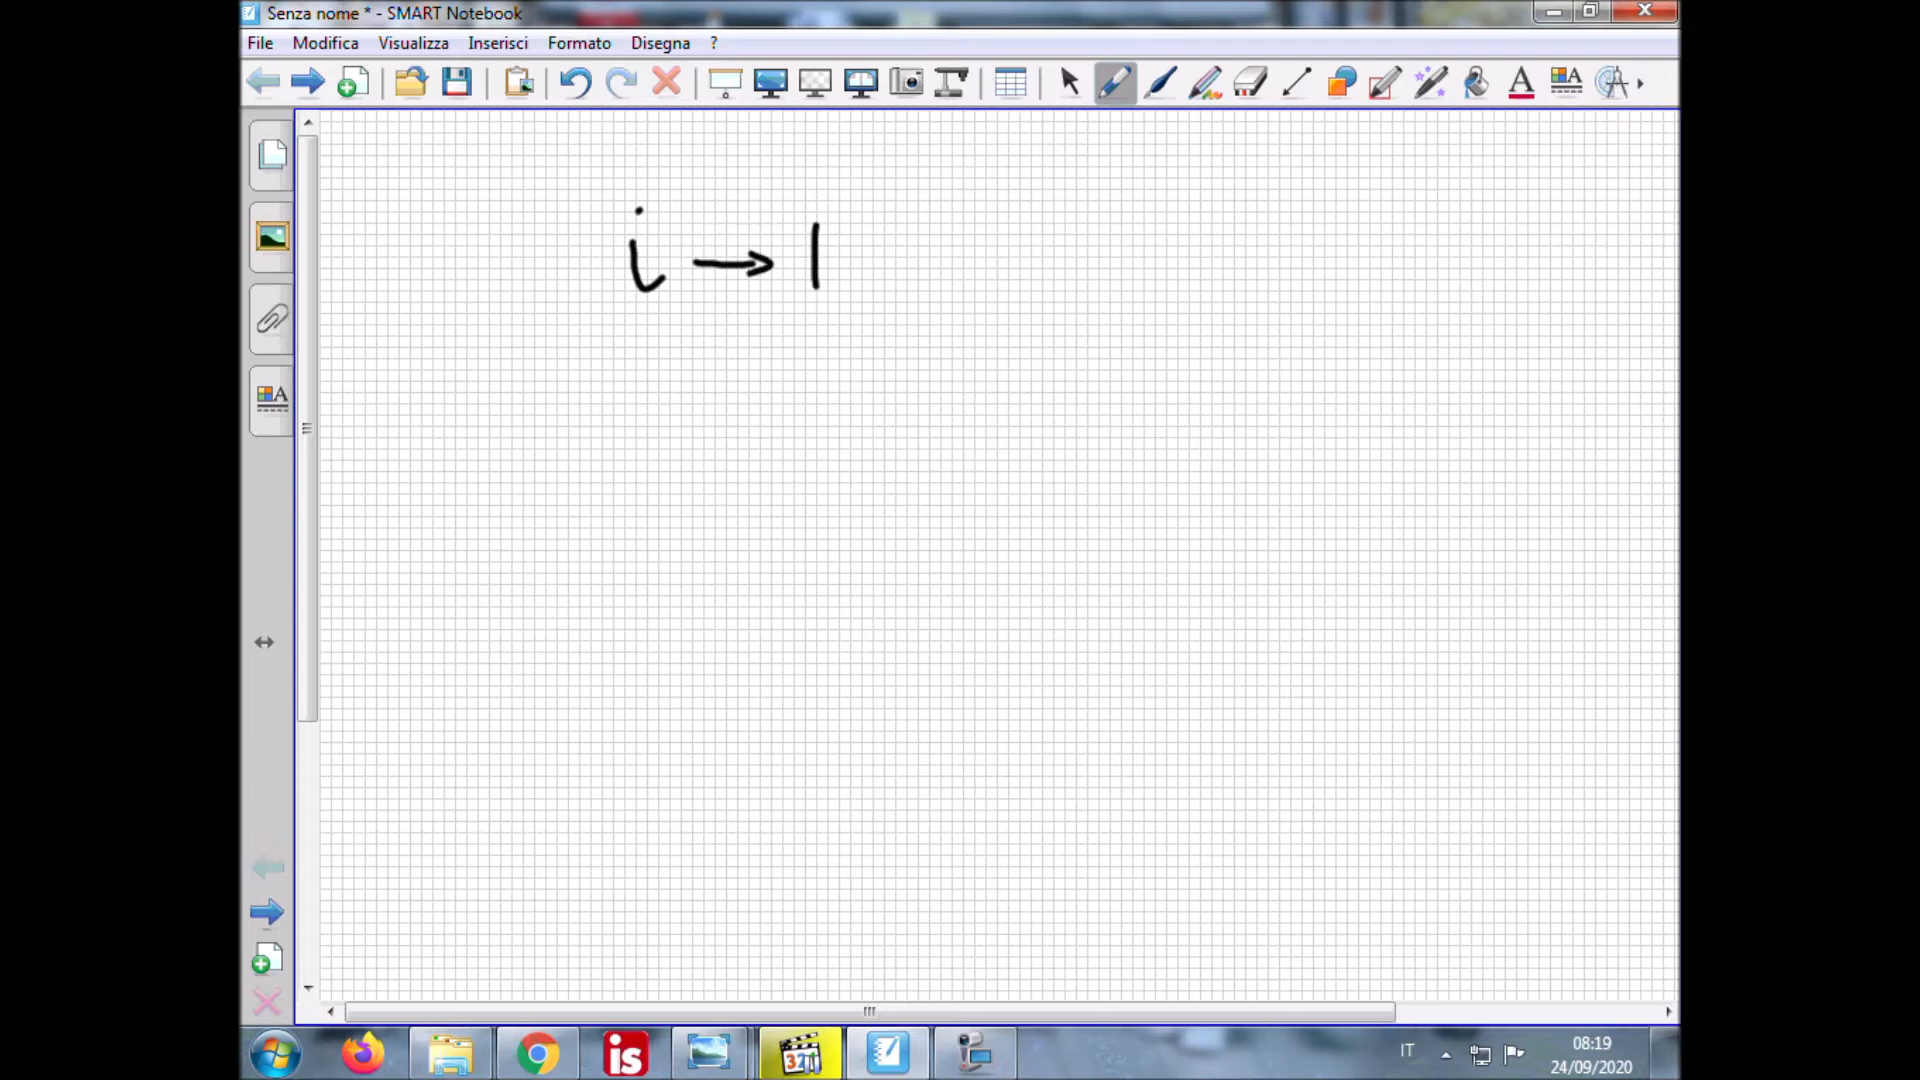 Senza nome * - SMART Notebook
File Modifica Visualizza Inserisci Formato Disegna ?
i → 1
IT
08:19
24/09/2020